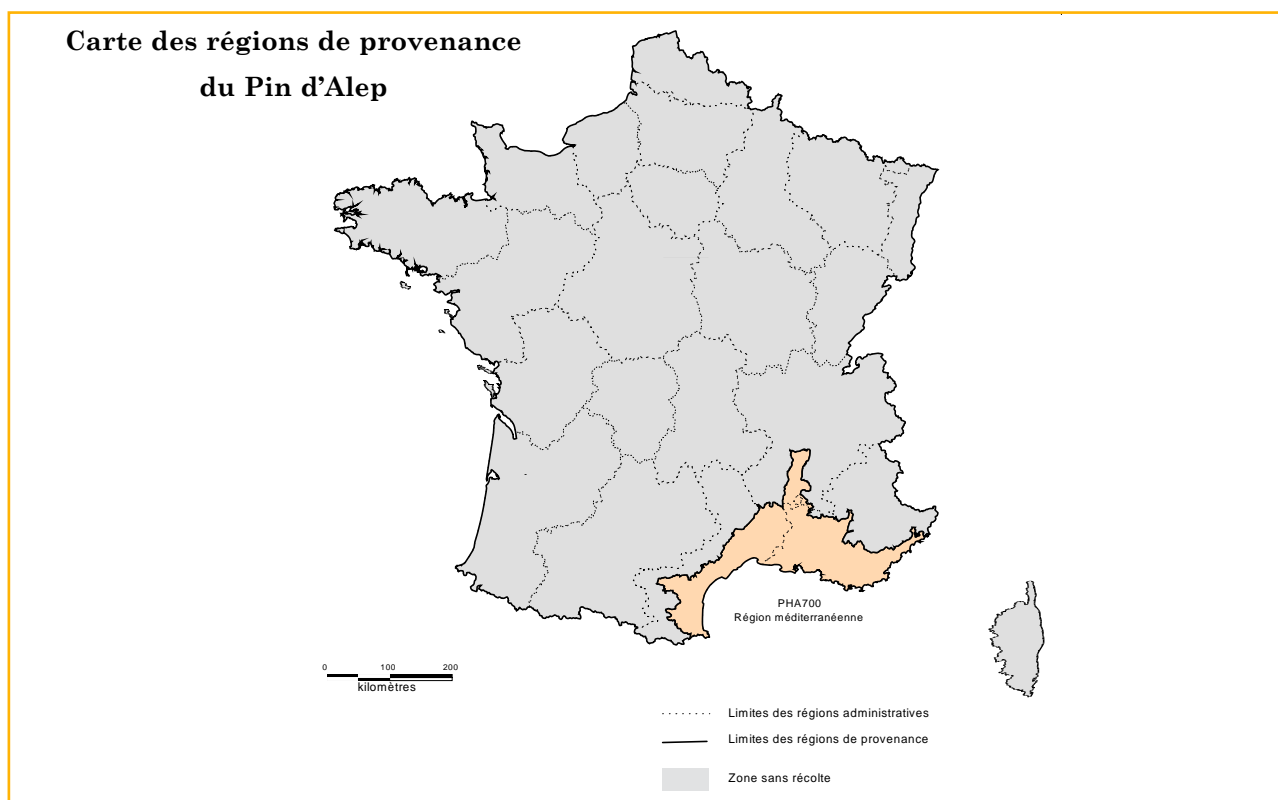 Carte des régions de provenance
du Pin d'Alep
PHA700
Région méditerranéenne
0 100 200
kilomètres
Limites des régions administratives
Limites des régions de provenance
Zone sans récolte